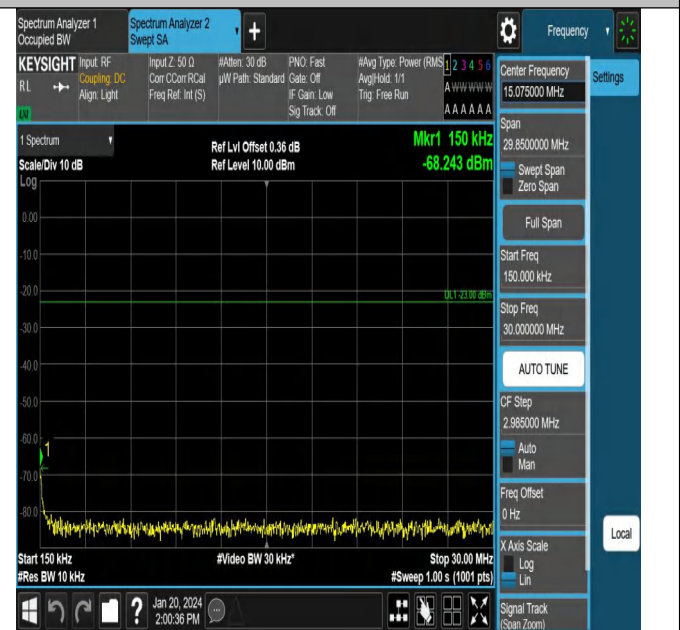 Spectrum Analyzer 1
Occupied BW
Spectrum Analyzer 2
Swept SA
Frequency
KEYSIGHT
RL
Input: RF
Coupling: DC
Align: Light
Input Z: 50 Ω
Corr CCorr RCal
Freq Ref: Int (S)
#Atten: 30 dB
µW Path: Standard
PNO: Fast
Gate: Off
IF Gain: Low
Sig Track: Off
#Avg Type: Power (RMS
Avg|Hold: 1/1
Trig: Free Run
1 2 3 4 5 6
A W W W W W
A A A A A A
LXI
1 Spectrum
Scale/Div 10 dB
Ref Lvl Offset 0.36 dB
Ref Level 10.00 dBm
Mkr1 150 kHz
-68.243 dBm
Log
0.00
-10.0
-20.0
-30.0
-40.0
-50.0
-60.0
-70.0
-80.0
DL1 -23.00 dBm
1
Start 150 kHz
#Res BW 10 kHz
#Video BW 30 kHz*
Stop 30.00 MHz
#Sweep 1.00 s (1001 pts)
Jan 20, 2024
2:00:36 PM
Center Frequency
15.075000 MHz
Settings
Span
29.8500000 MHz
Swept Span
Zero Span
Full Span
Start Freq
150.000 kHz
Stop Freq
30.000000 MHz
AUTO TUNE
CF Step
2.985000 MHz
Auto
Man
Freq Offset
0 Hz
X Axis Scale
Log
Lin
Local
Signal Track
(Span Zoom)